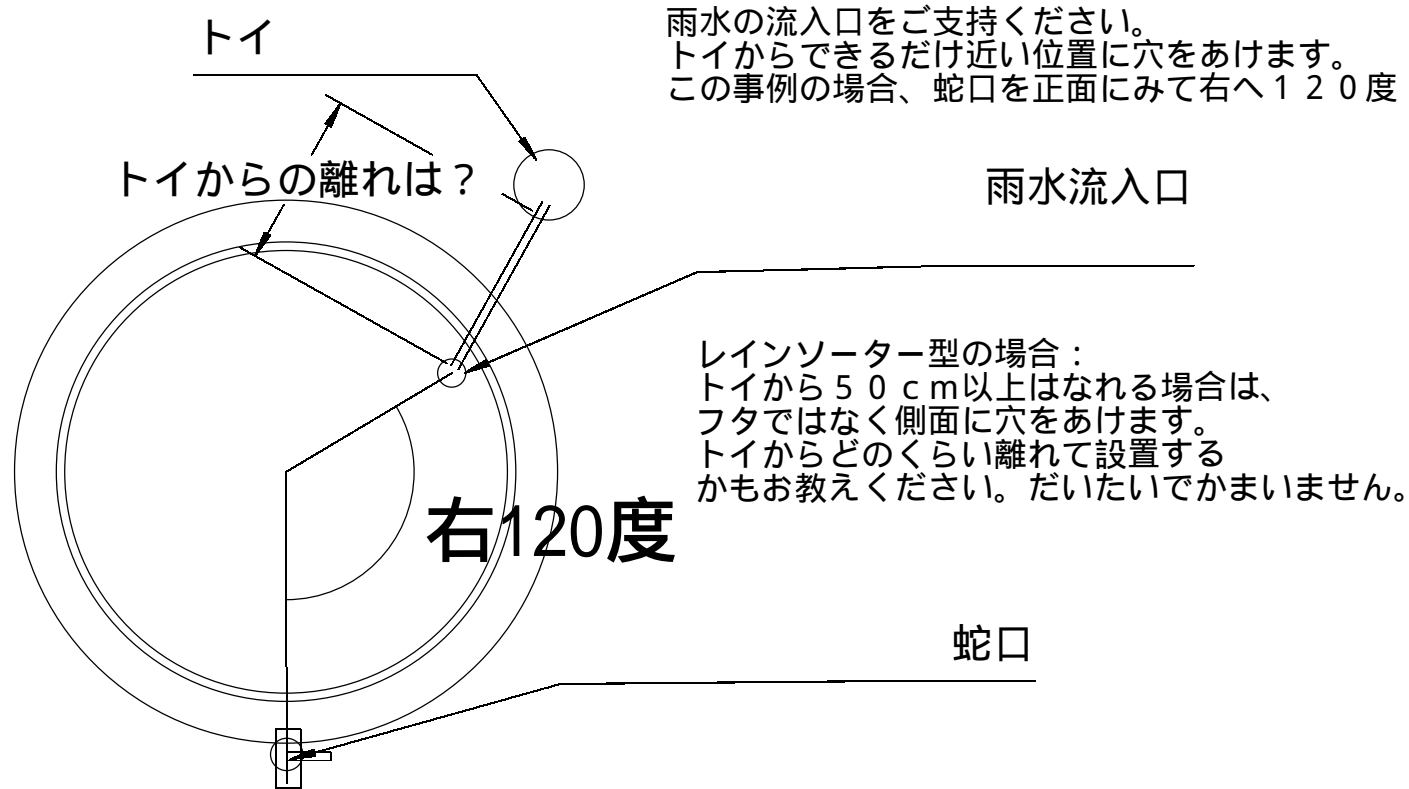 トイ
雨水の流入口をご支持ください。
トイからできるだけ近い位置に穴をあけます。
この事例の場合、蛇口を正面にみて右へ１２０度
トイからの離れは？
雨水流入口
レインソーター型の場合：
トイから５０ｃｍ以上はなれる場合は、
フタではなく側面に穴をあけます。
トイからどのくらい離れて設置する
かもお教えください。だいたいでかまいません。
右120度
蛇口